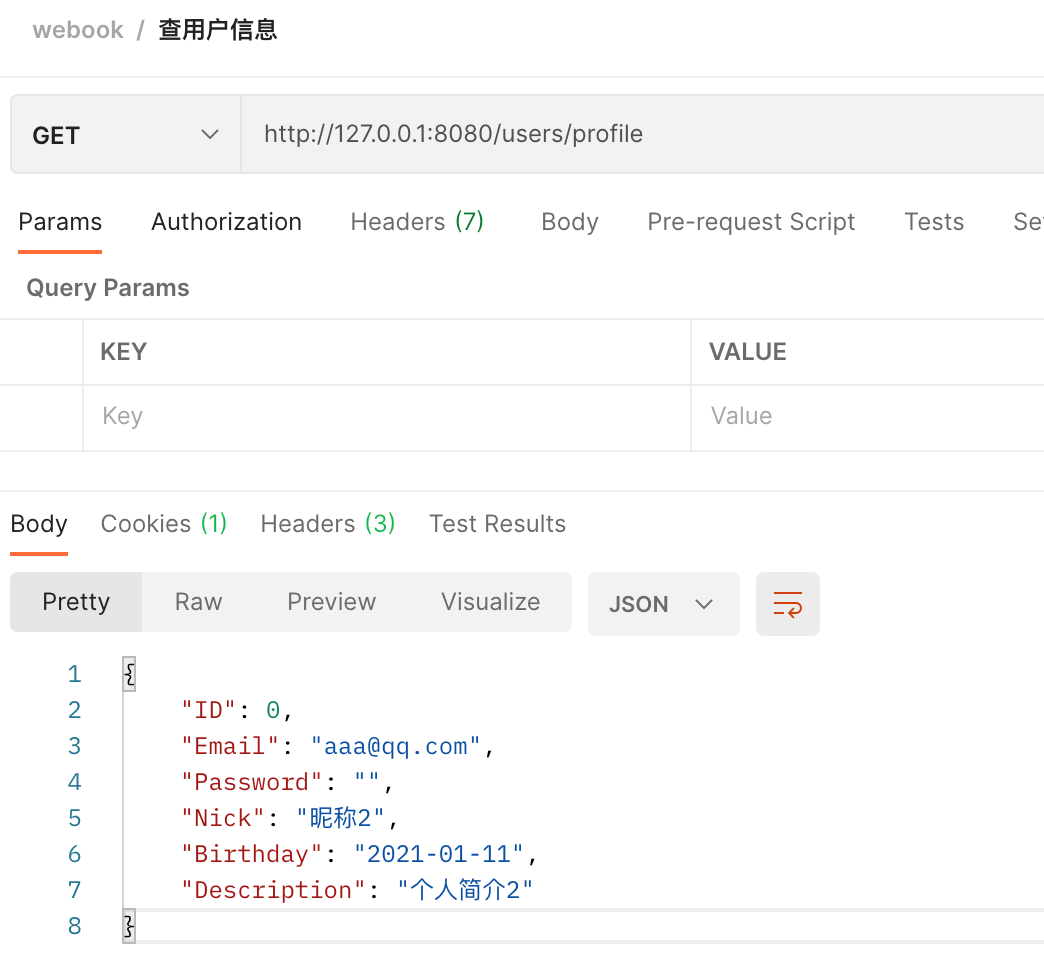 webook / 查用户信息
GET http://127.0.0.1:8080/users/profile
Params Authorization Headers (7) Body Pre-request Script Tests Set
Query Params
KEY VALUE
Key Value
Body Cookies (1) Headers (3) Test Results
Pretty Raw Preview Visualize JSON
1 {
2 "ID": 0,
3 "Email": "aaa@qq.com",
4 "Password": "",
5 "Nick": "昵称2",
6 "Birthday": "2021-01-11",
7 "Description": "个人简介2"
8 }